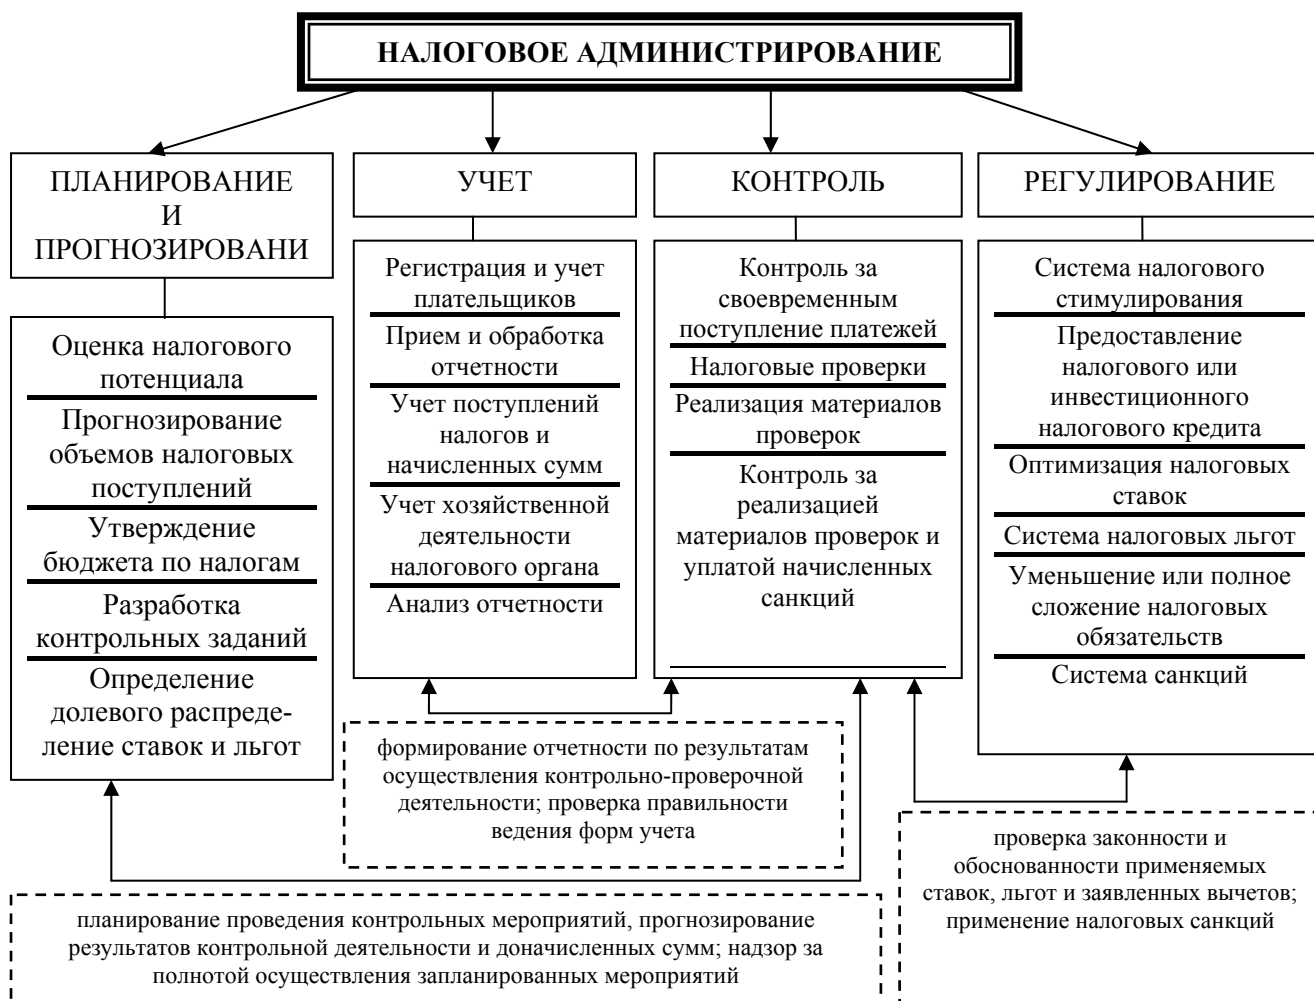 НАЛОГОВОЕ АДМИНИСТРИРОВАНИЕ
ПЛАНИРОВАНИЕ
И
ПРОГНОЗИРОВАНИ
Оценка налогового
потенциала
Прогнозирование
объемов налоговых
поступлений
Утверждение
бюджета по налогам
Разработка
контрольных заданий
Определение
долевого распреде-
ление ставок и льгот
УЧЕТ
Регистрация и учет
плательщиков
Прием и обработка
отчетности
Учет поступлений
налогов и
начисленных сумм
Учет хозяйственной
деятельности
налогового органа
Анализ отчетности
КОНТРОЛЬ
Контроль за
своевременным
поступление платежей
Налоговые проверки
Реализация материалов
проверок
Контроль за
реализацией
материалов проверок и
уплатой начисленных
санкций
РЕГУЛИРОВАНИЕ
Система налогового
стимулирования
Предоставление
налогового или
инвестиционного
налогового кредита
Оптимизация налоговых
ставок
Система налоговых льгот
Уменьшение или полное
сложение налоговых
обязательств
Система санкций
формирование отчетности по результатам
осуществления контрольно-проверочной
деятельности; проверка правильности
ведения форм учета
проверка законности и
обоснованности применяемых
ставок, льгот и заявленных вычетов;
применение налоговых санкций
планирование проведения контрольных мероприятий, прогнозирование
результатов контрольной деятельности и доначисленных сумм; надзор за
полнотой осуществления запланированных мероприятий